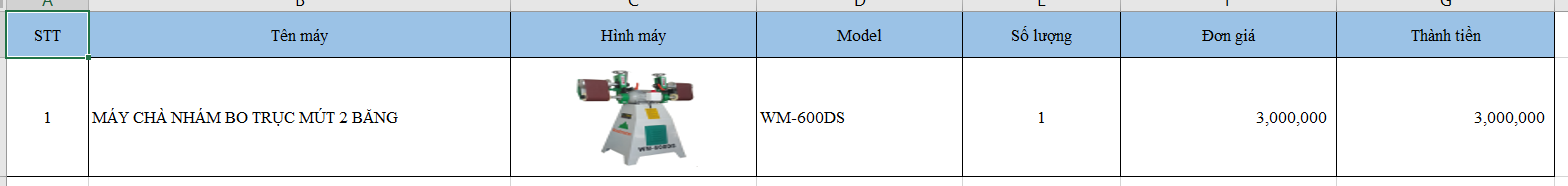 A B C D E F G
STT Tên máy Hình máy Model Số lượng Đơn giá Thành tiền
1 MÁY CHÀ NHÁM BO TRỤC MÚT 2 BĂNG WM-600DS 1 3,000,000 3,000,000